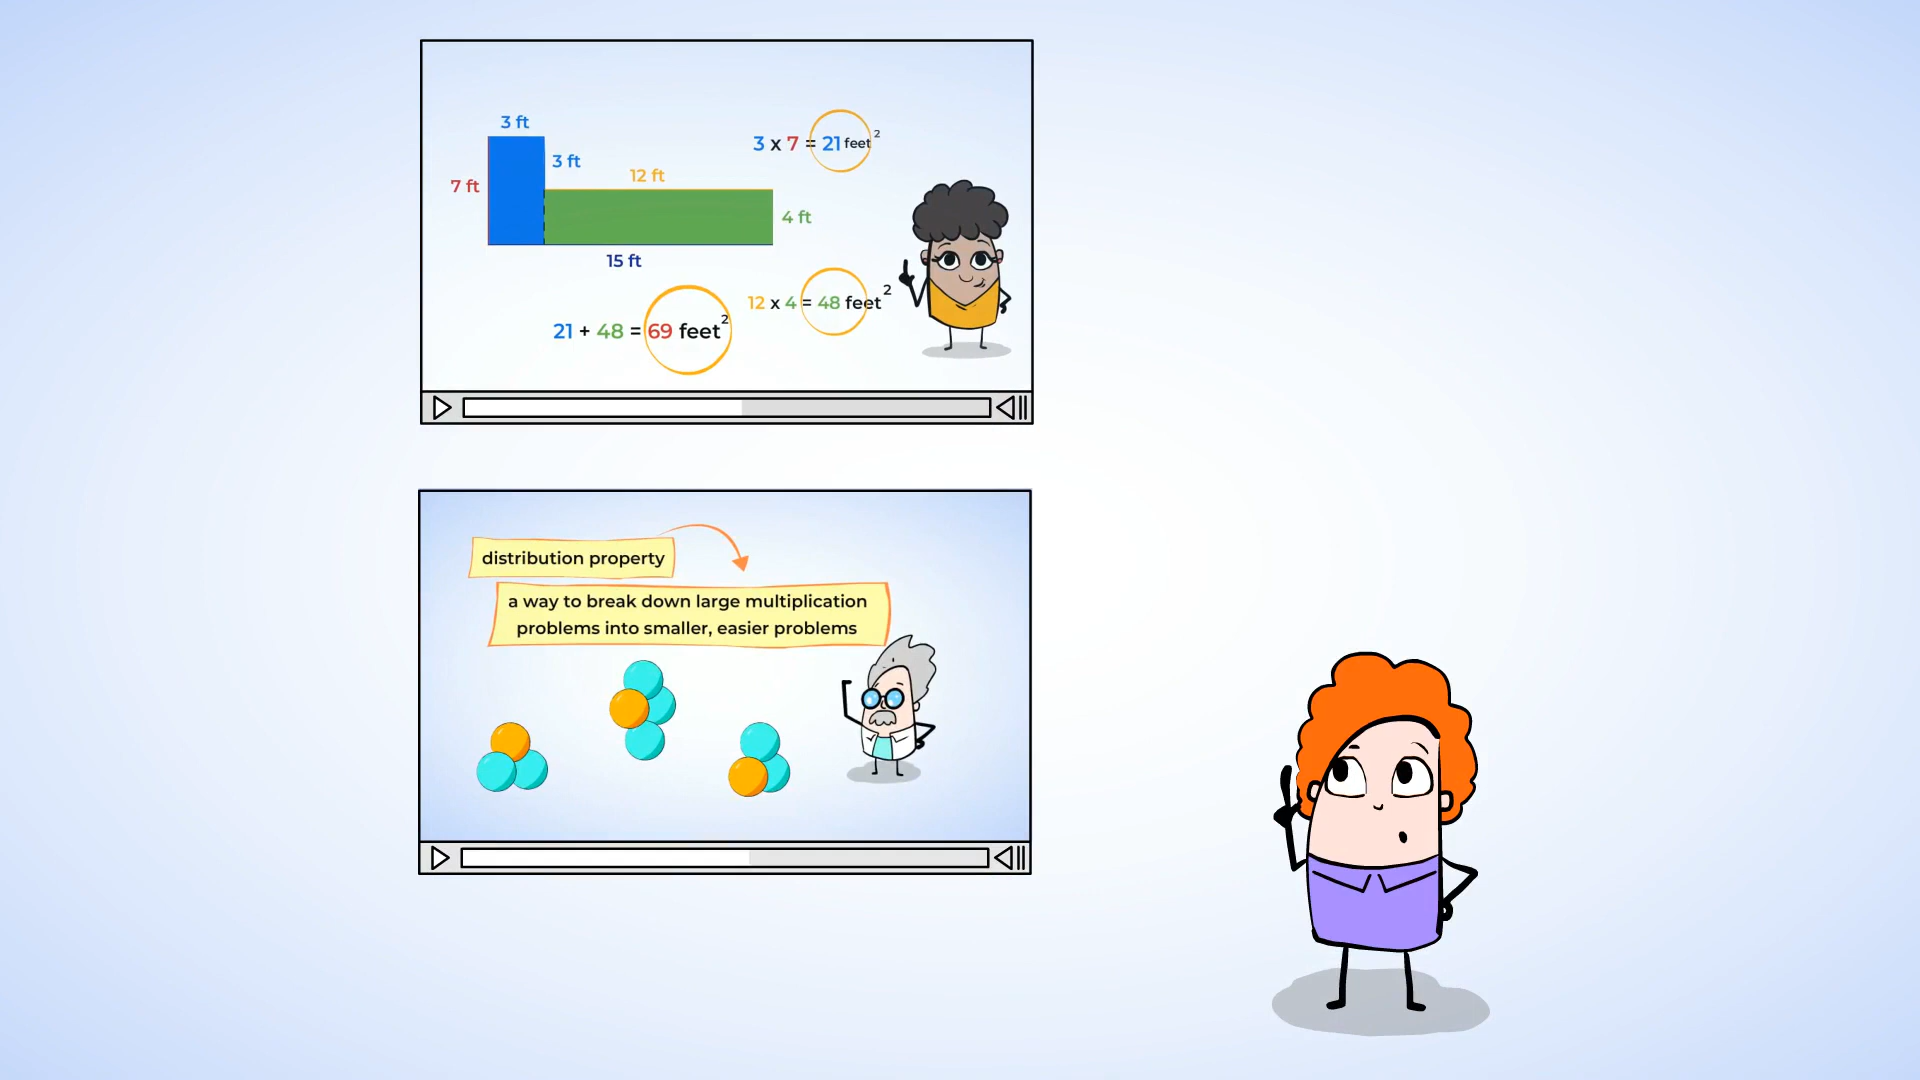 3 ft
3 x 7 = 21 feet²
3 ft
12 ft
7 ft
4 ft
15 ft
12 x 4 = 48 feet²
21 + 48 = 69 feet²
distribution property
a way to break down large multiplication
problems into smaller, easier problems